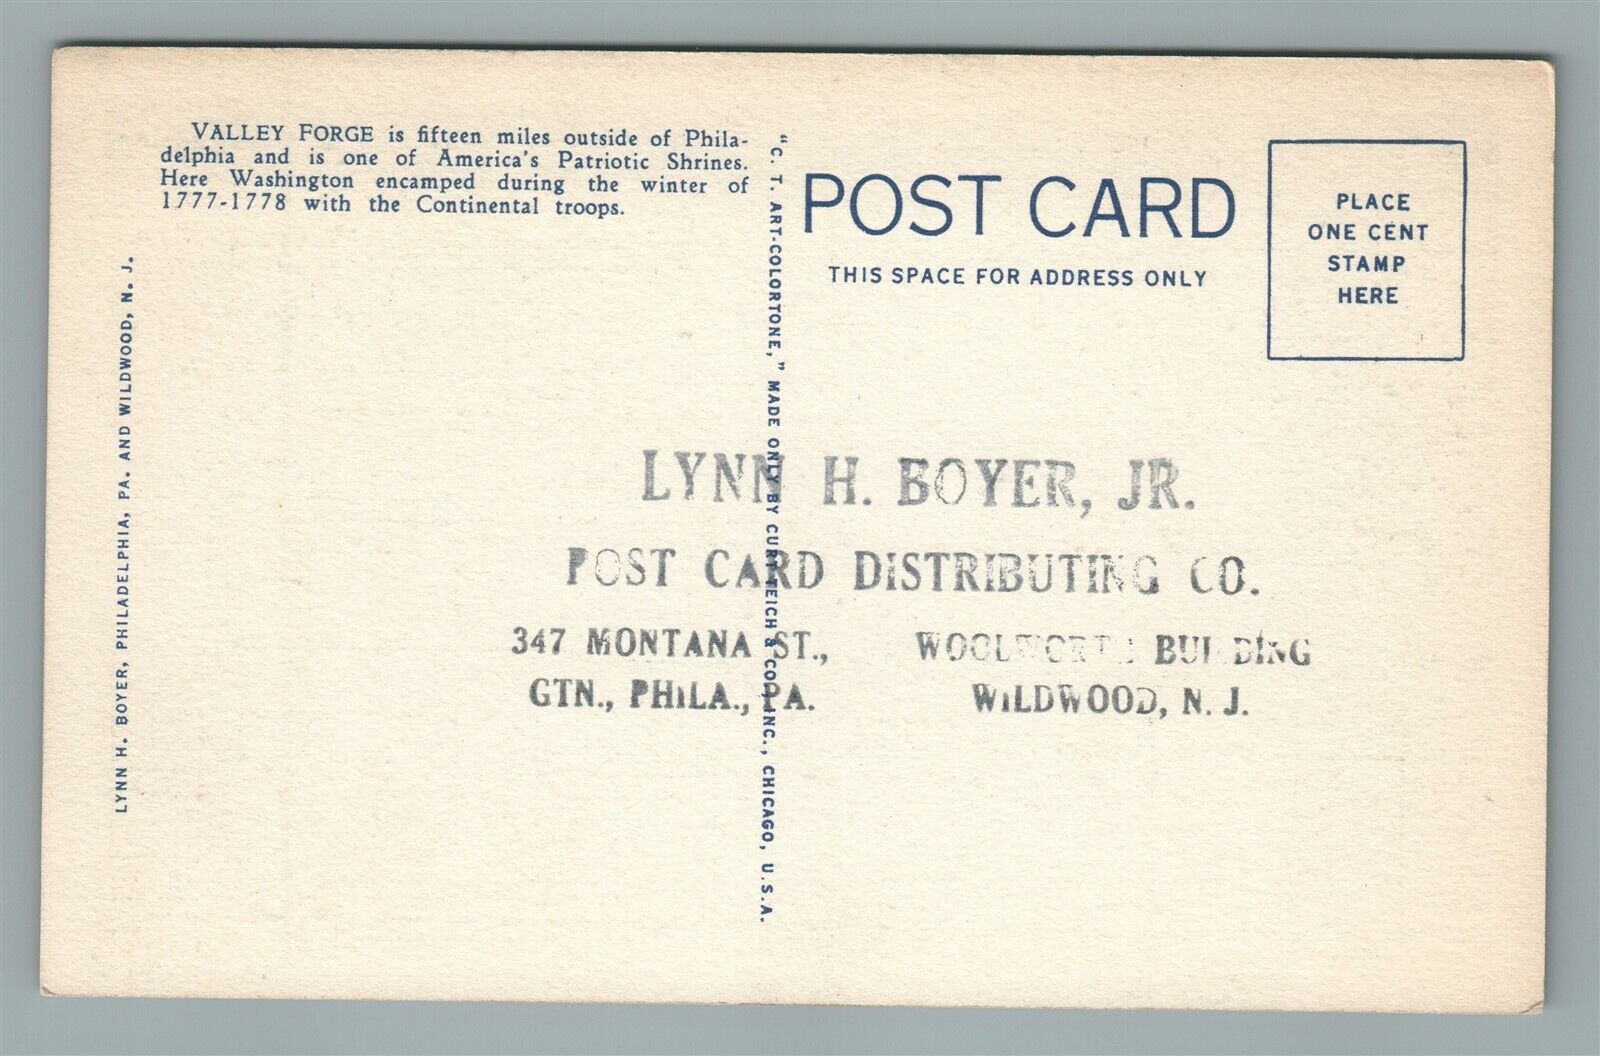 VALLEY FORGE is fifteen miles outside of Phila-
delphia and is one of America's Patriotic Shrines.
Here Washington encamped during the winter of
1777-1778 with the Continental troops.
LYNN H. BOYER, PHILADELPHIA, PA. AND WILDWOOD, N. J.
"C. T. ART-COLORTONE," MADE ONLY BY CURT TEICH & CO., INC., CHICAGO, U.S.A.
POST CARD
THIS SPACE FOR ADDRESS ONLY
PLACE
ONE CENT
STAMP
HERE
LYNN H. BOYER, JR.
POST CARD DISTRIBUTING CO.
347 MONTANA ST., WOOLWORTH BUILDING
GTN., PHILA., PA. WILDWOOD, N. J.